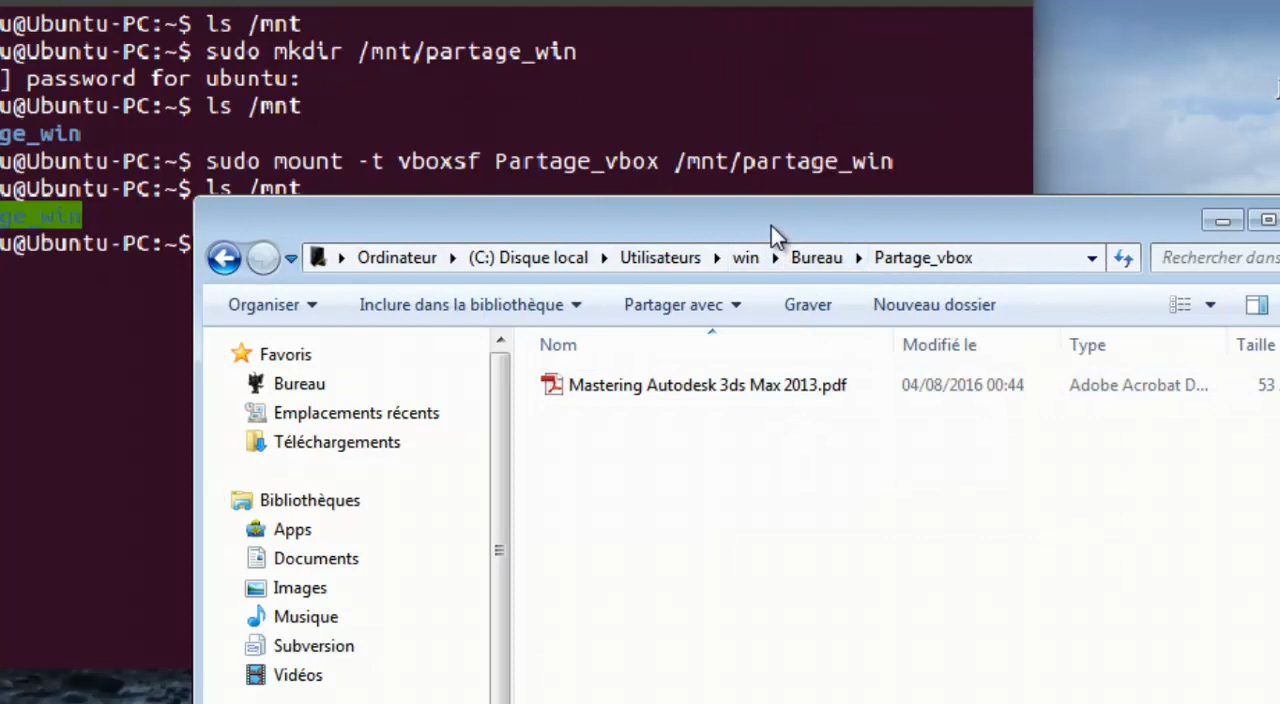 u@Ubuntu-PC:~$ ls /mnt
u@Ubuntu-PC:~$ sudo mkdir /mnt/partage_win
] password for ubuntu:
u@Ubuntu-PC:~$ ls /mnt
ge_win
u@Ubuntu-PC:~$ sudo mount -t vboxsf Partage_vbox /mnt/partage_win
u@Ubuntu-PC:~$ ls /mnt
ge_win
u@Ubuntu-PC:~$
Ordinateur (C:) Disque local Utilisateurs win Bureau Partage_vbox Rechercher dans
Organiser Inclure dans la bibliothèque Partager avec Graver Nouveau dossier
Nom Modifié le Type Taille
Mastering Autodesk 3ds Max 2013.pdf 04/08/2016 00:44 Adobe Acrobat D... 53
Favoris
Bureau
Emplacements récents
Téléchargements
Bibliothèques
Apps
Documents
Images
Musique
Subversion
Vidéos